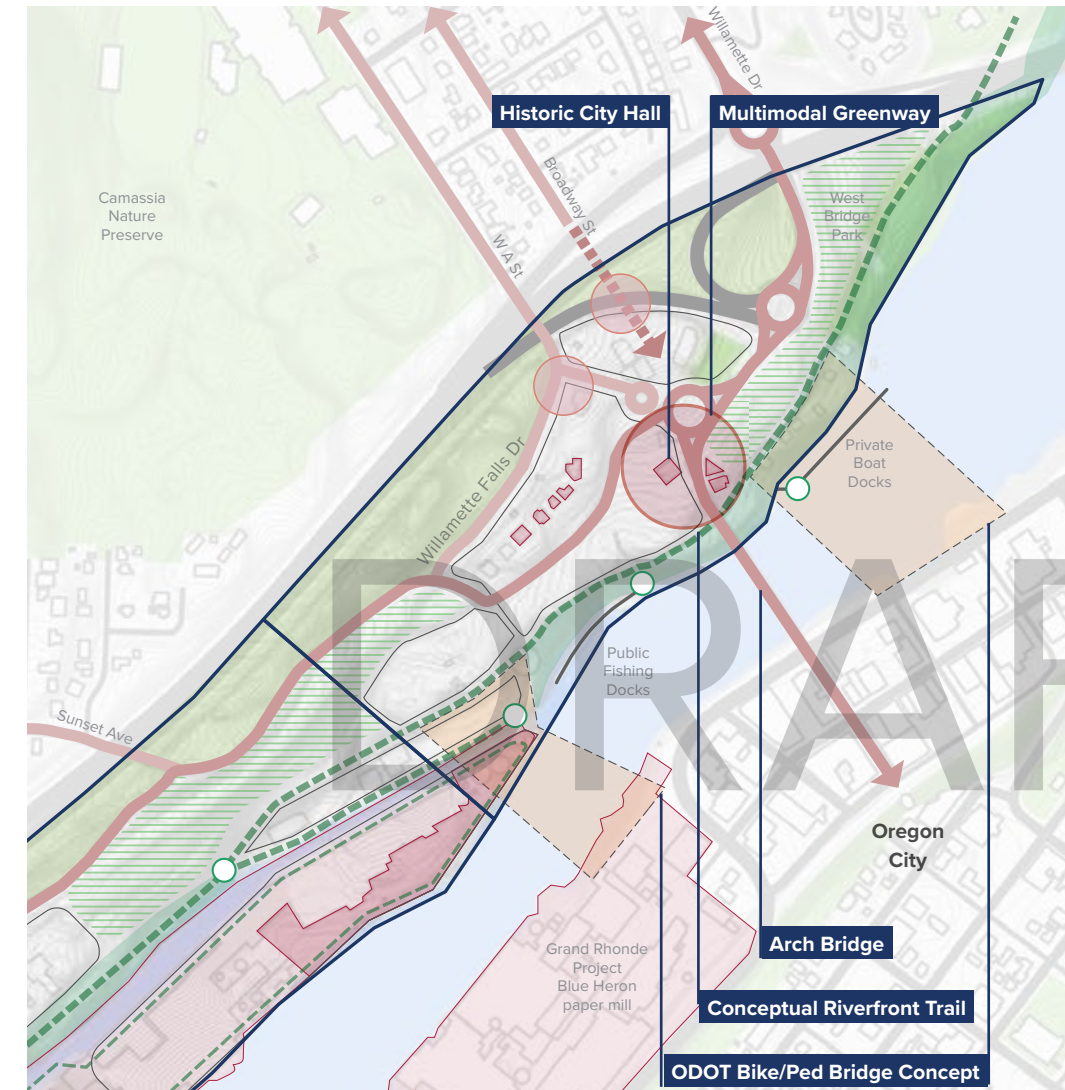 Willamette Dr
Historic City Hall
Multimodal Greenway
Broadway St
Camassia
Nature
Preserve
West
Bridge
Park
W A St
Willamette Falls Dr
Private
Boat
Docks
DRAF
Public
Fishing
Docks
Sunset Ave
Oregon
City
Arch Bridge
Grand Rhonde
Project
Blue Heron
paper mill
Conceptual Riverfront Trail
ODOT Bike/Ped Bridge Concept